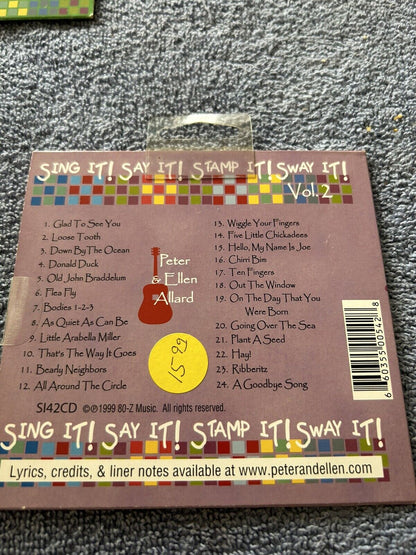 SING IT! SAY IT! STAMP IT! SWAY IT!
Vol. 2
1. Glad To See You
2. Loose Tooth
3. Down By The Ocean
4. Donald Duck
5. Old John Braddelum
6. Flea Fly
7. Bodies 1-2-3
8. As Quiet As Can Be
9. Little Arabella Miller
10. That's The Way It Goes
11. Bearly Neighbors
12. All Around The Circle
Peter
& Ellen
Allard
1599
13. Wiggle Your Fingers
14. Five Little Chickadees
15. Hello, My Name Is Joe
16. Chirri Bim
17. Ten Fingers
18. Out The Window
19. On The Day That You
Were Born
20. Going Over The Sea
21. Plant A Seed
22. Hay!
23. Ribberitz
24. A Goodbye Song
6 60355 00542 8
SI42CD ©℗1999 80-Z Music. All rights reserved.
SING IT! SAY IT! STAMP IT! SWAY IT!
Lyrics, credits, & liner notes available at www.peterandellen.com